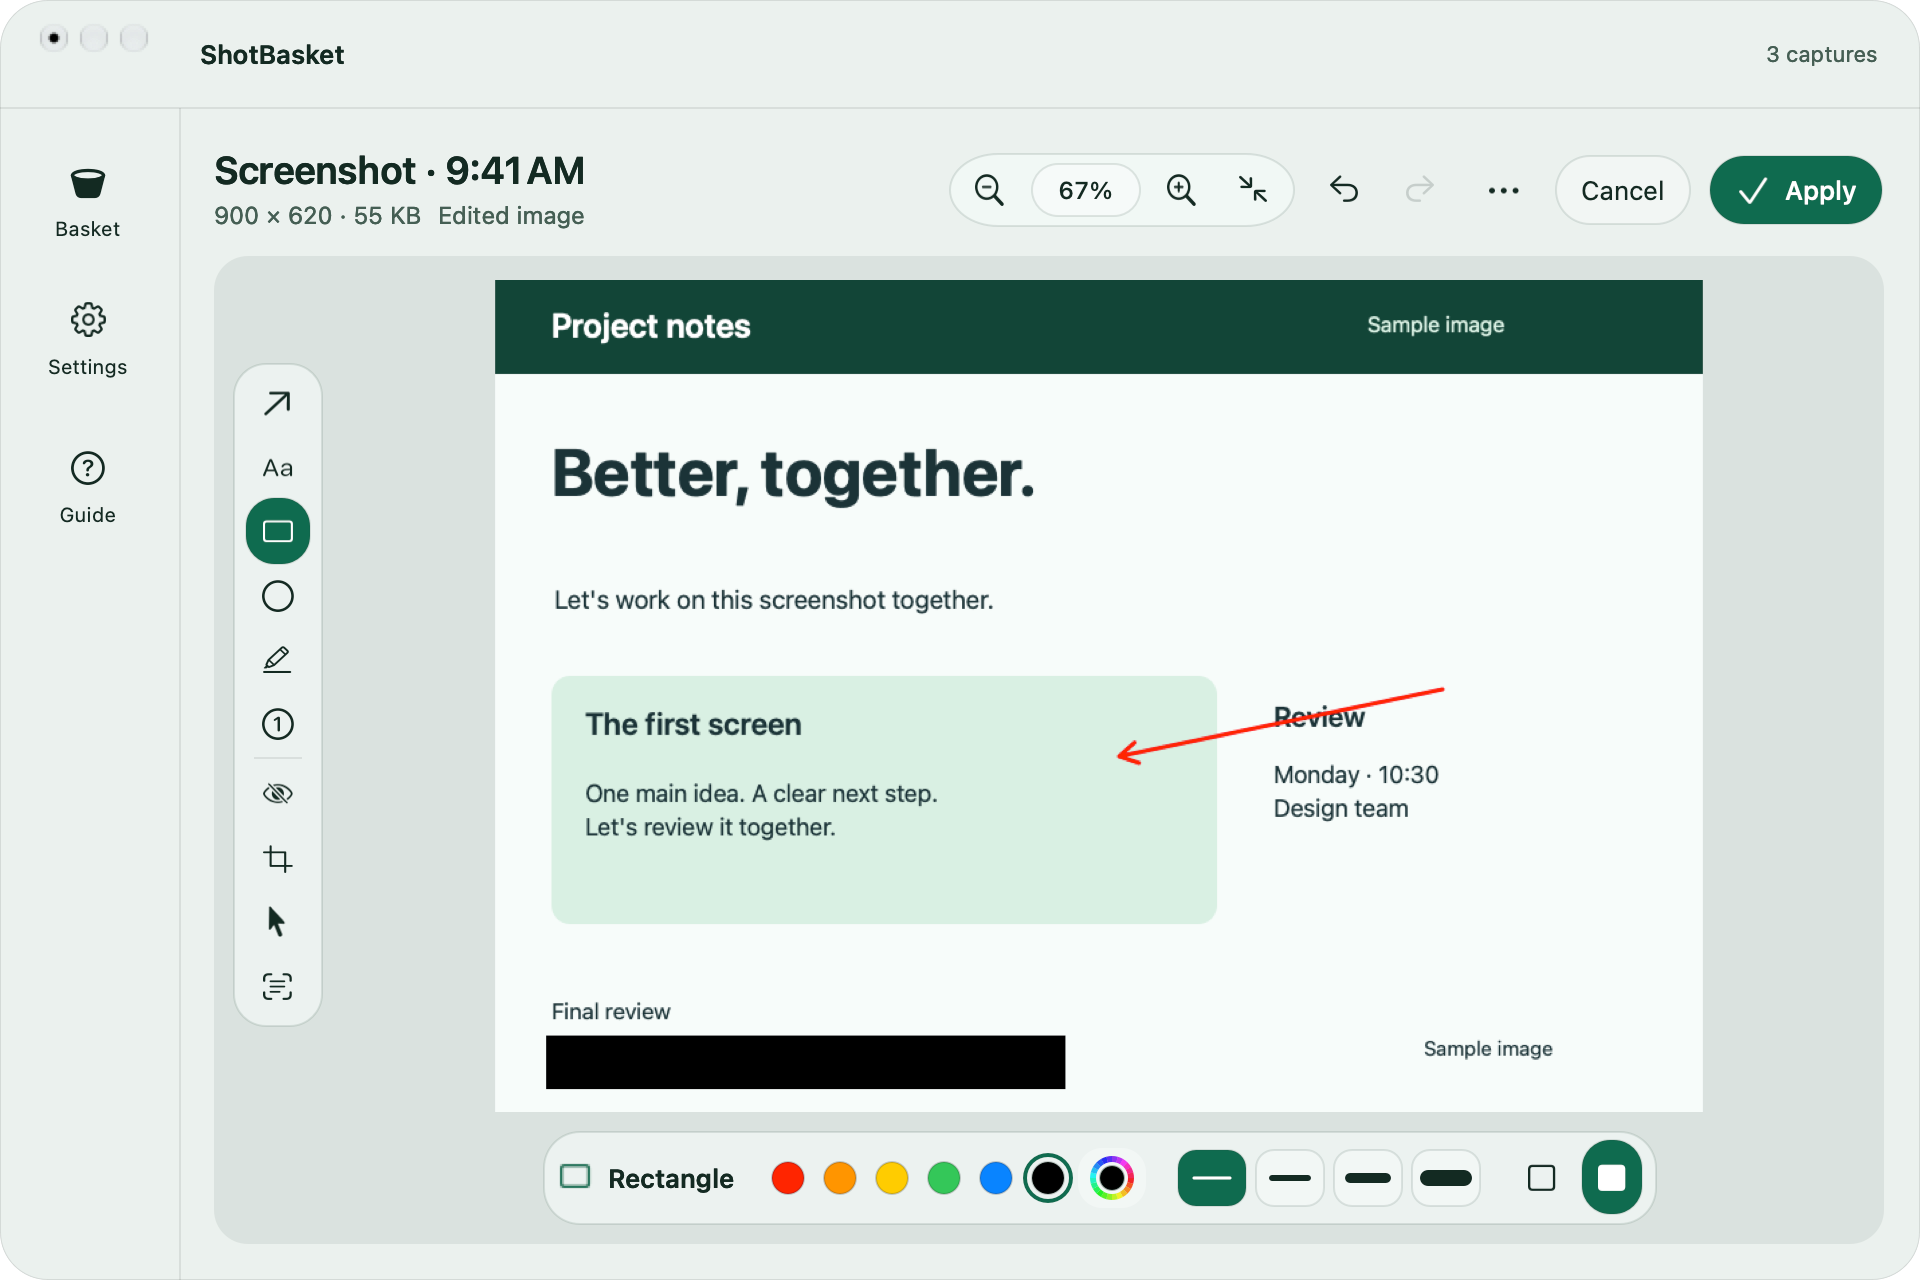 ShotBasket
3 captures
Basket
Settings
Guide
Screenshot · 9:41 AM
900 × 620 · 55 KB Edited image
67%
Cancel
Apply
Aa
1
Project notes
Sample image
Better, together.
Let's work on this screenshot together.
The first screen
One main idea. A clear next step.
Let's review it together.
Review
Monday · 10:30
Design team
Final review
Sample image
Rectangle